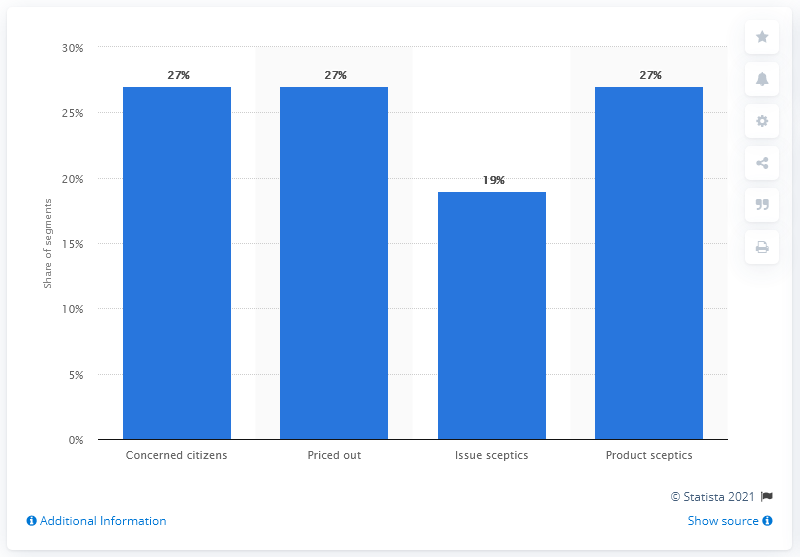 30%
25%
20%
15%
10%
5%
0%
Share of segments
27%
27%
19%
27%
Concerned citizens
Priced out
Issue sceptics
Product sceptics
© Statista 2021
Additional Information
Show source